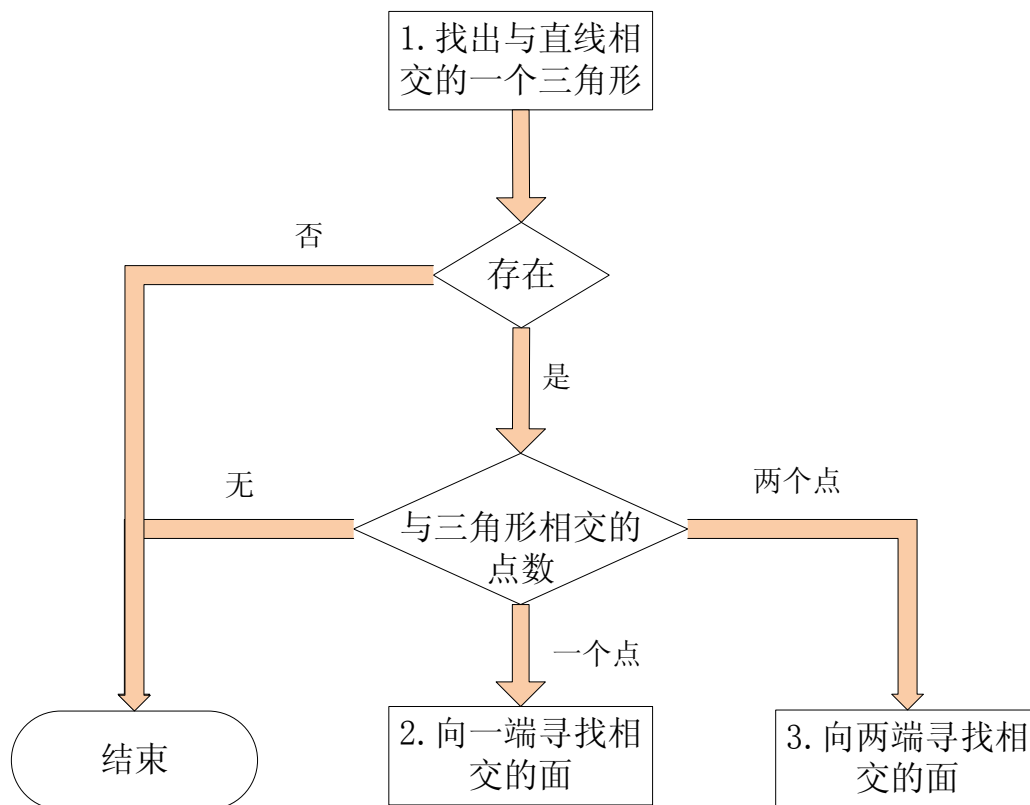 1.找出与直线相
交的一个三角形
否
存在
是
无
两个点
与三角形相交的
点数
一个点
结束
2.向一端寻找相
交的面
3.向两端寻找相
交的面